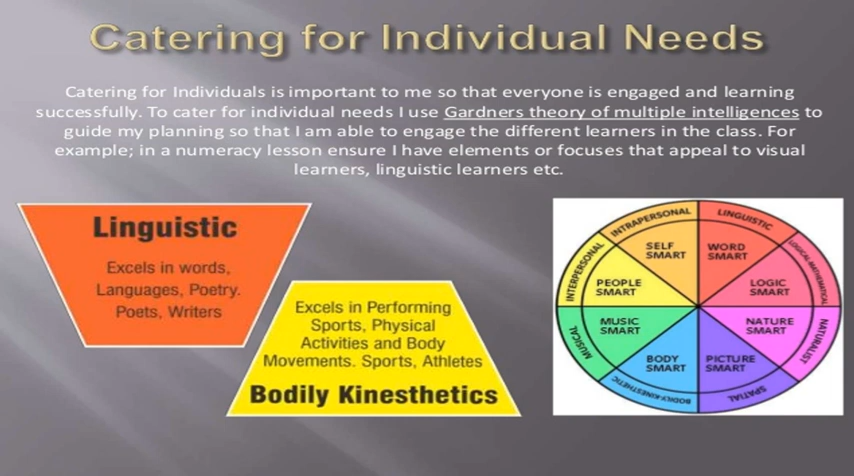 Catering for Individual Needs
Catering for Individuals is important to me so that everyone is engaged and learning
successfully. To cater for individual needs I use Gardners theory of multiple intelligences to
guide my planning so that I am able to engage the different learners in the class. For
example; in a numeracy lesson ensure I have elements or focuses that appeal to visual
learners, linguistic learners etc.
Linguistic
Excels in words,
Languages, Poetry.
Poets, Writers
Excels in Performing
Sports, Physical
Activities and Body
Movements. Sports, Athletes
Bodily Kinesthetics
INTRAPERSONAL
SELF
SMART
LINGUISTIC
WORD
SMART
LOGICAL-MATHEMATICAL
LOGIC
SMART
NATURALIST
NATURE
SMART
SPATIAL
PICTURE
SMART
BODILY-KINESTHETIC
BODY
SMART
MUSICAL
MUSIC
SMART
INTERPERSONAL
PEOPLE
SMART